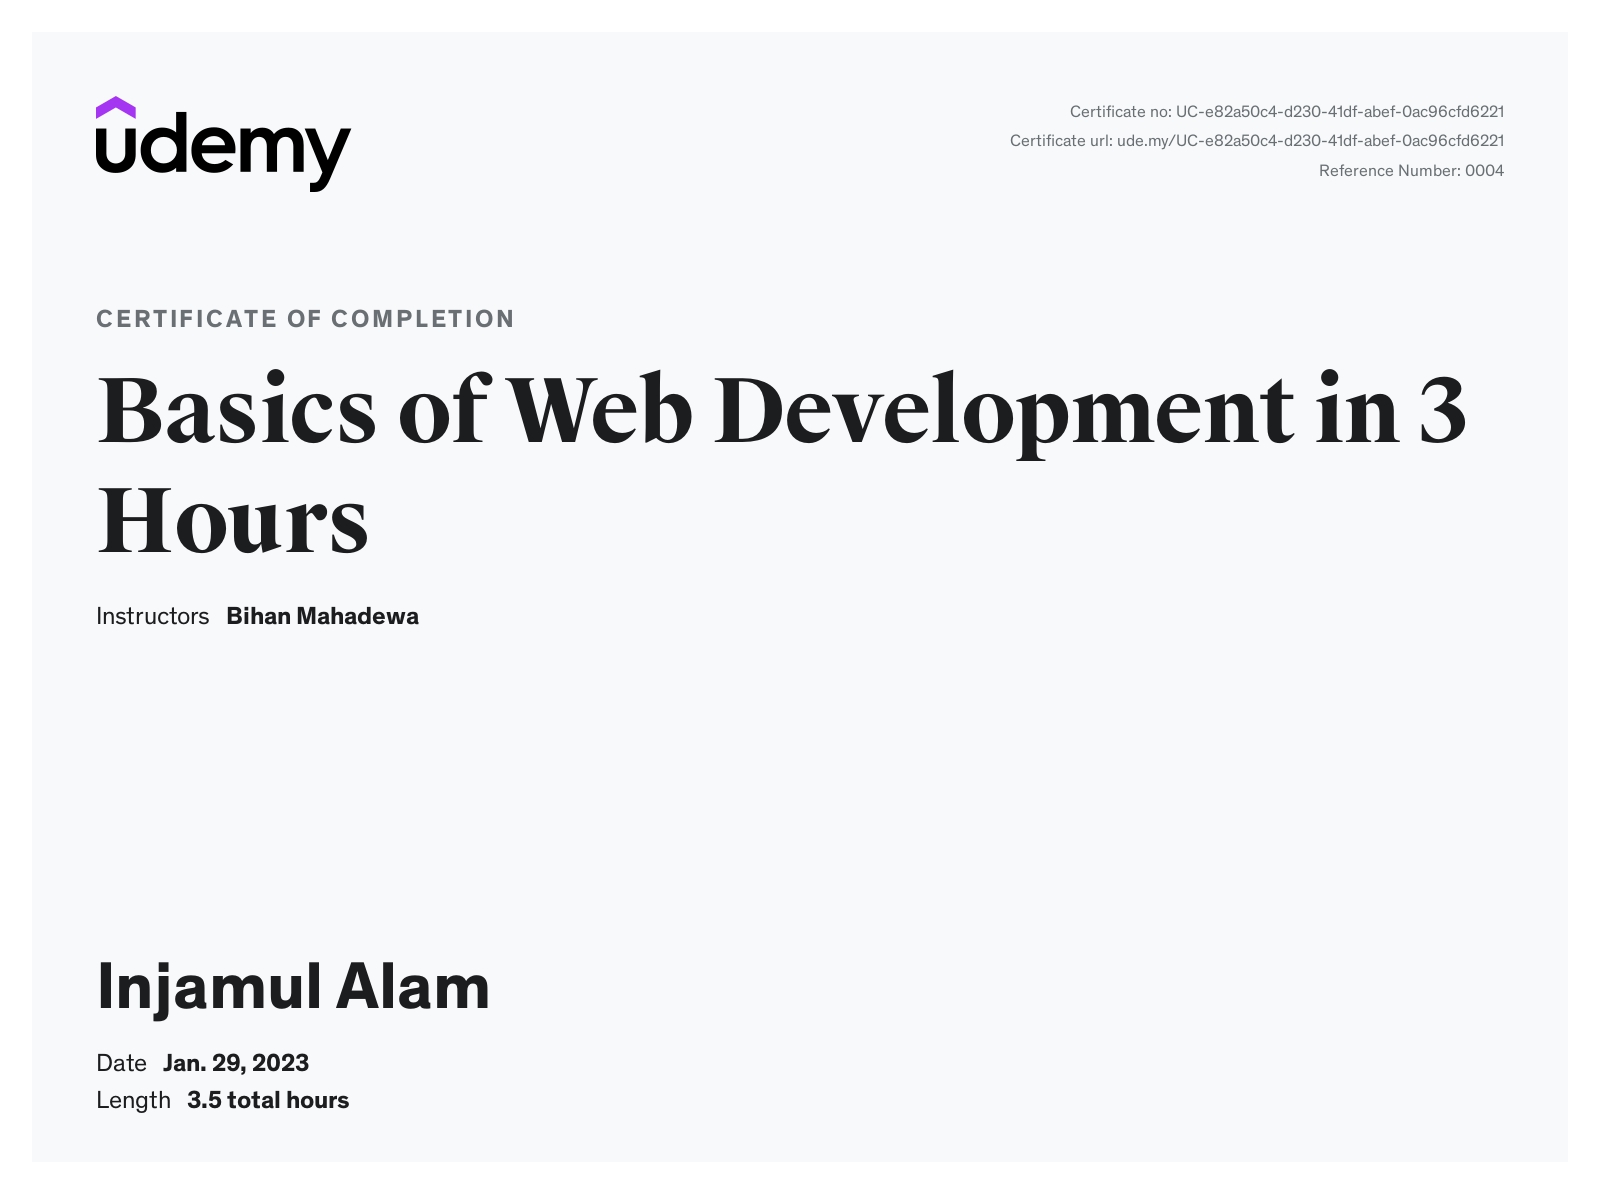 udemy
Certificate no: UC-e82a50c4-d230-41df-abef-0ac96cfd6221
Certificate url: ude.my/UC-e82a50c4-d230-41df-abef-0ac96cfd6221
Reference Number: 0004
CERTIFICATE OF COMPLETION
Basics of Web Development in 3
Hours
Instructors Bihan Mahadewa
Injamul Alam
Date Jan. 29, 2023
Length 3.5 total hours